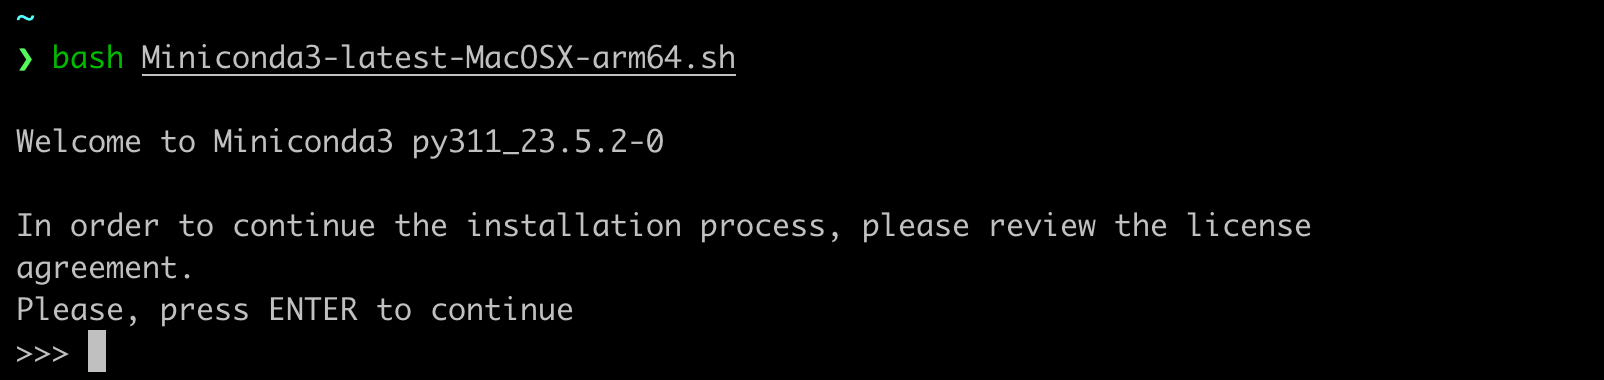 ~
❯ bash Miniconda3-latest-MacOSX-arm64.sh
Welcome to Miniconda3 py311_23.5.2-0
In order to continue the installation process, please review the license
agreement.
Please, press ENTER to continue
>>>